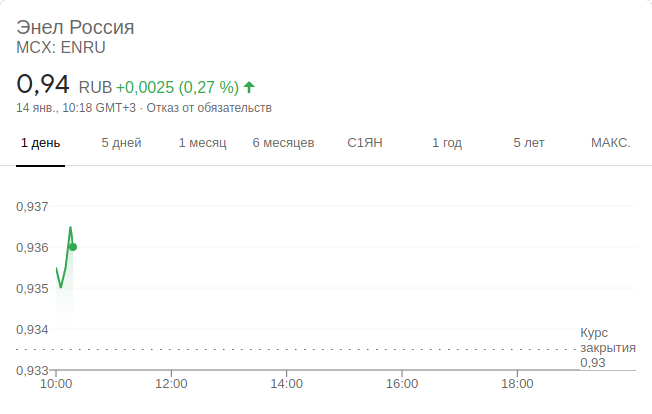 Энел Россия
MCX: ENRU
0,94 RUB +0,0025 (0,27 %)
14 янв., 10:18 GMT+3 · Отказ от обязательств
1 день 5 дней 1 месяц 6 месяцев С1ЯН 1 год 5 лет МАКС.
0,937
0,936
0,935
0,934
0,933
Курс
закрытия
0,93
10:00 12:00 14:00 16:00 18:00